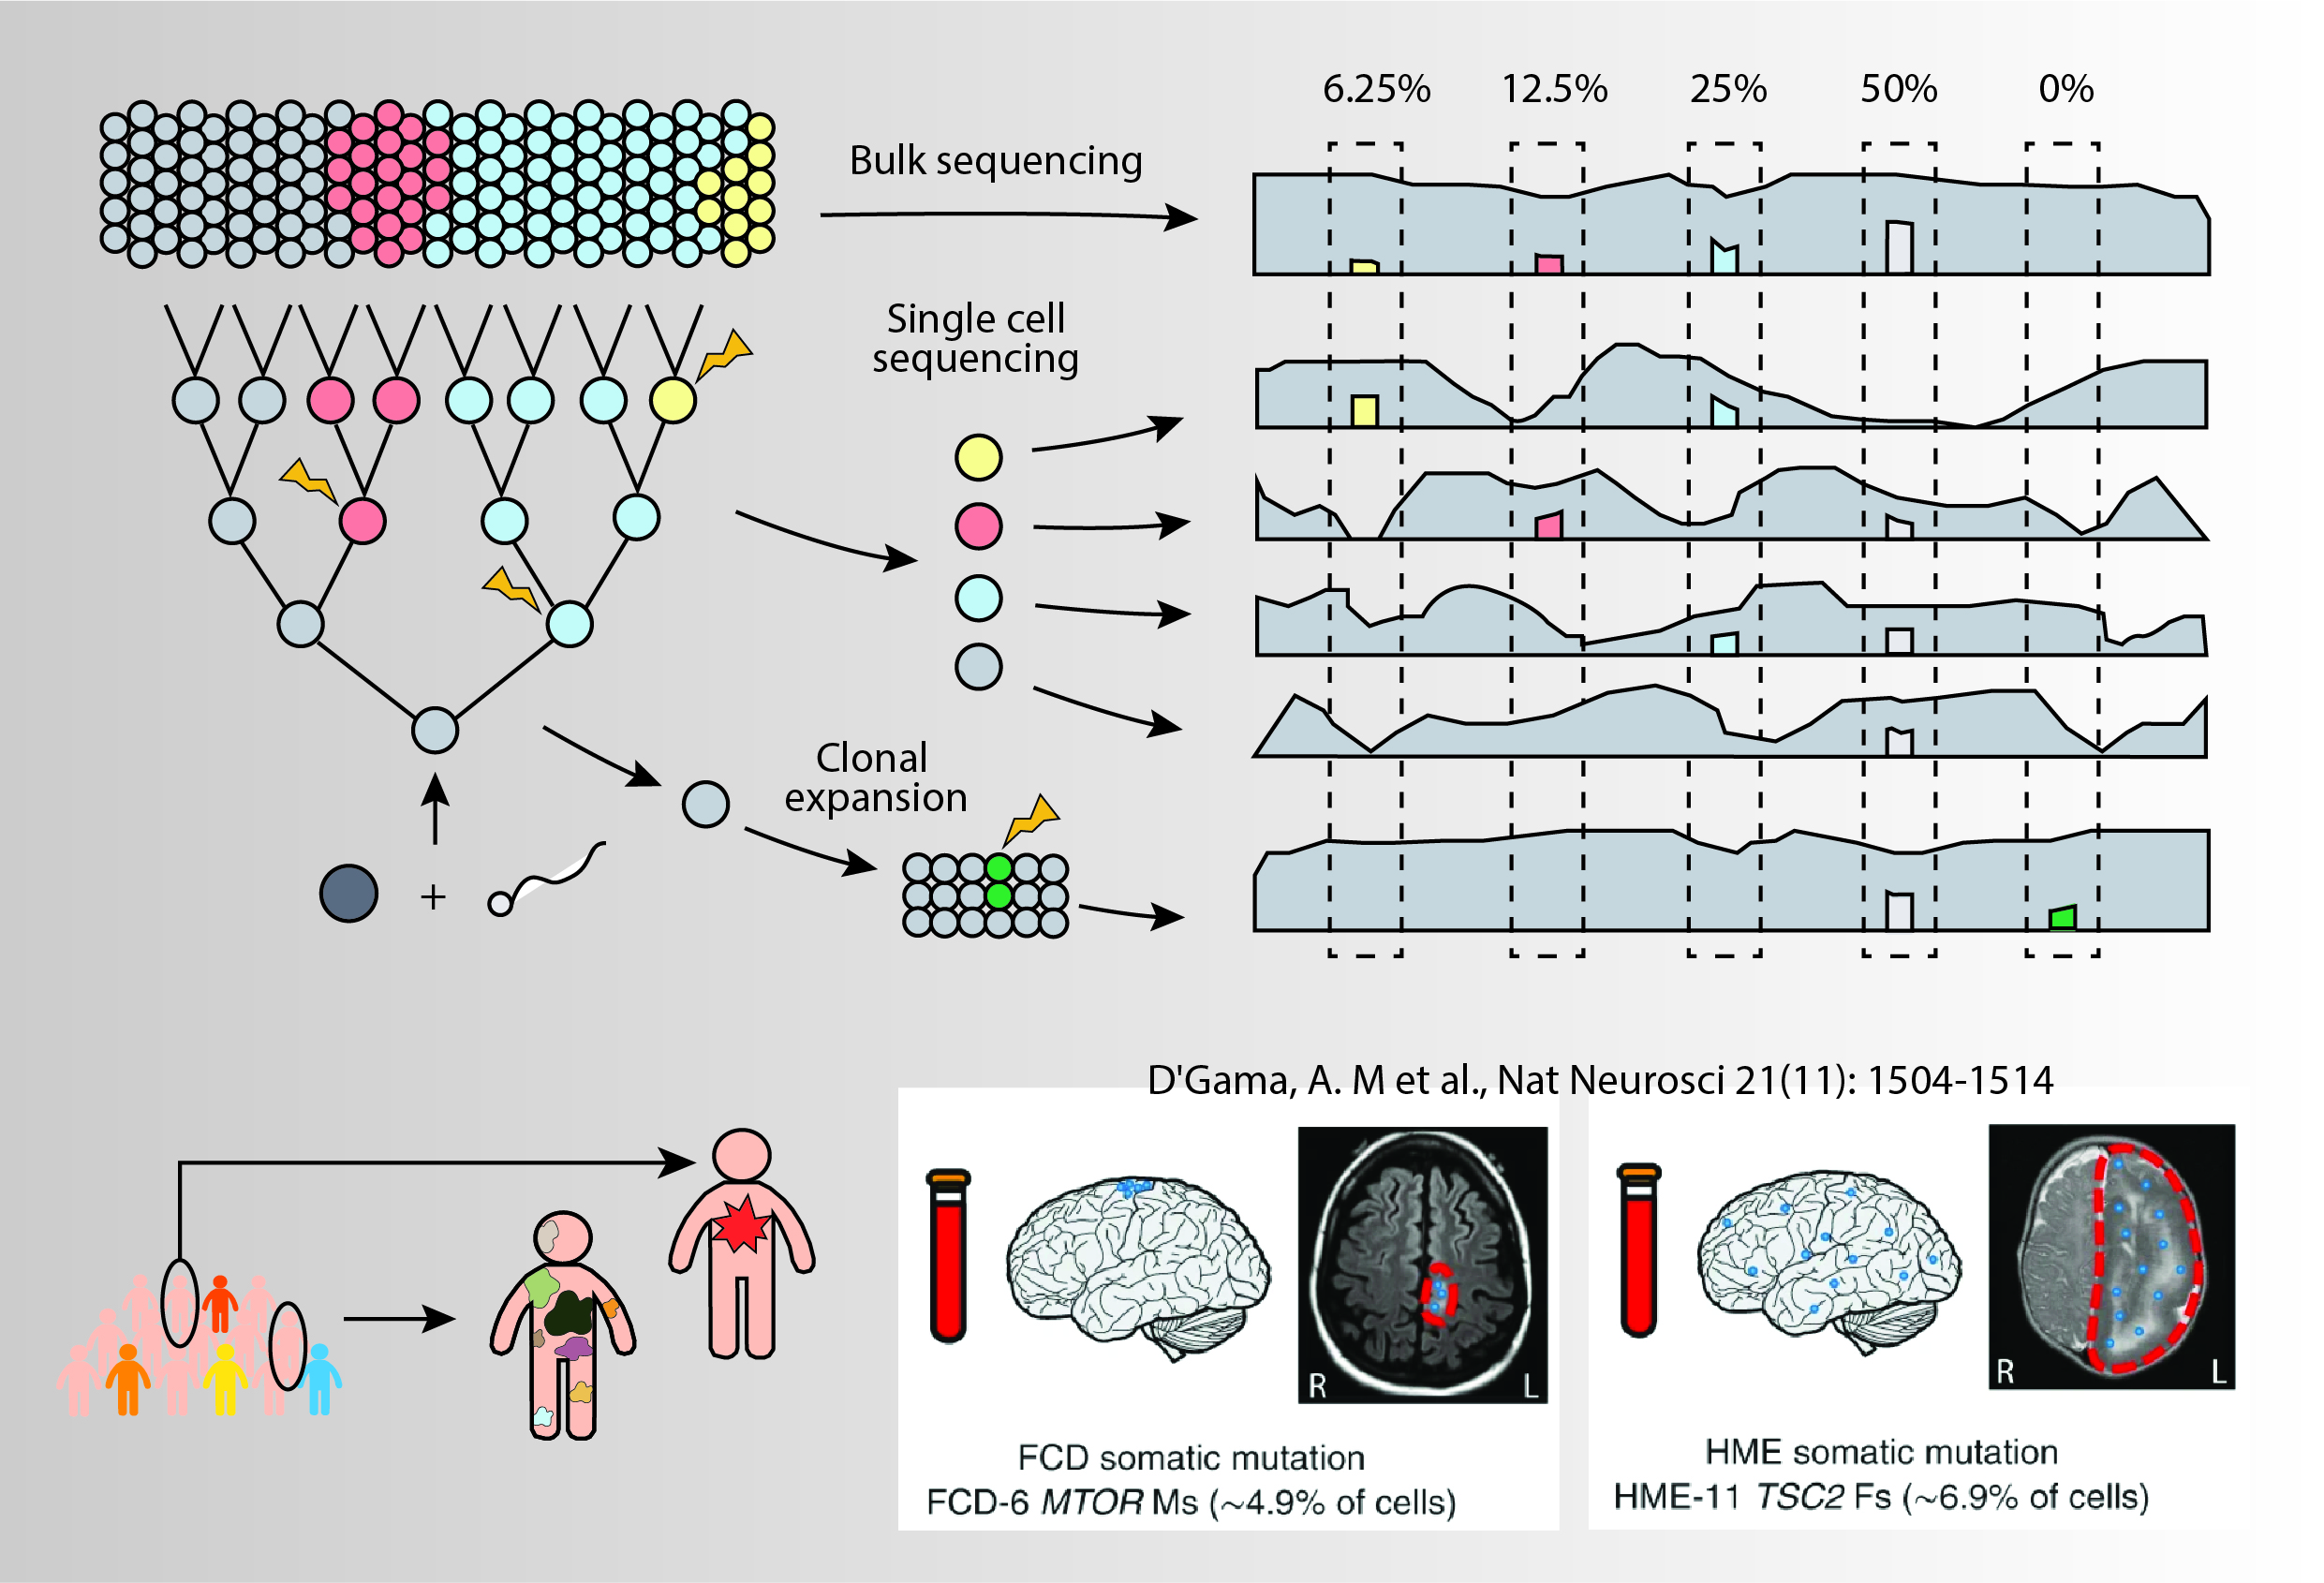 6.25% 12.5% 25% 50% 0%
Bulk sequencing
Single cell
sequencing
Clonal
expansion
+
D'Gama, A. M et al., Nat Neurosci 21(11): 1504-1514
R L
R L
FCD somatic mutation
FCD-6 MTOR Ms (~4.9% of cells)
HME somatic mutation
HME-11 TSC2 Fs (~6.9% of cells)